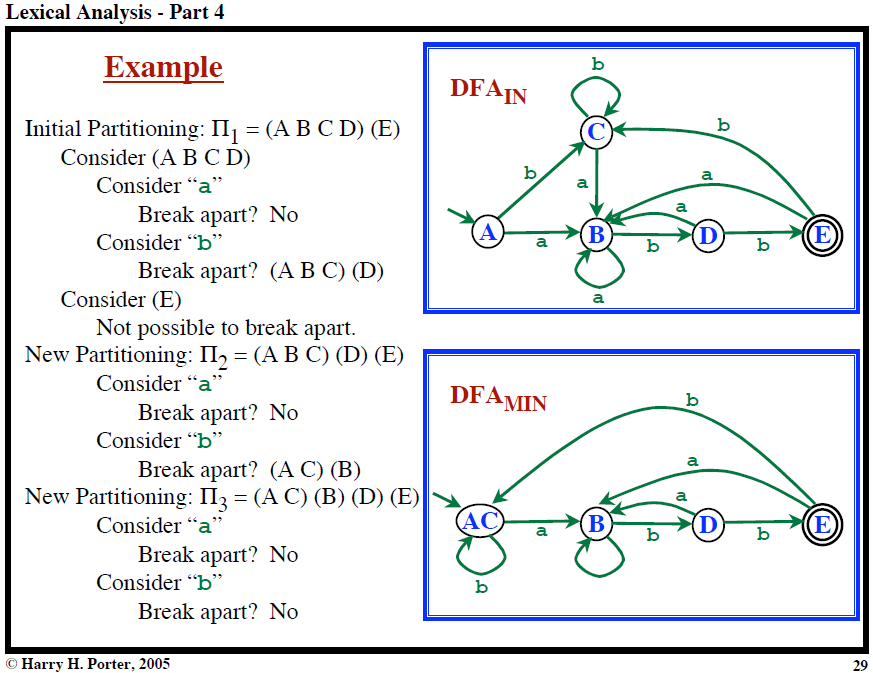 Lexical Analysis - Part 4
Example
Initial Partitioning: Π1 = (A B C D) (E)
Consider (A B C D)
Consider “a”
Break apart? No
Consider “b”
Break apart? (A B C) (D)
Consider (E)
Not possible to break apart.
New Partitioning: Π2 = (A B C) (D) (E)
Consider “a”
Break apart? No
Consider “b”
Break apart? (A C) (B)
New Partitioning: Π3 = (A C) (B) (D) (E)
Consider “a”
Break apart? No
Consider “b”
Break apart? No
DFAIN
b
C
b
b
a
a
a
A
a
B
b
D
b
E
a
DFAMIN
b
a
a
AC
a
B
b
D
b
E
b
© Harry H. Porter, 2005
29